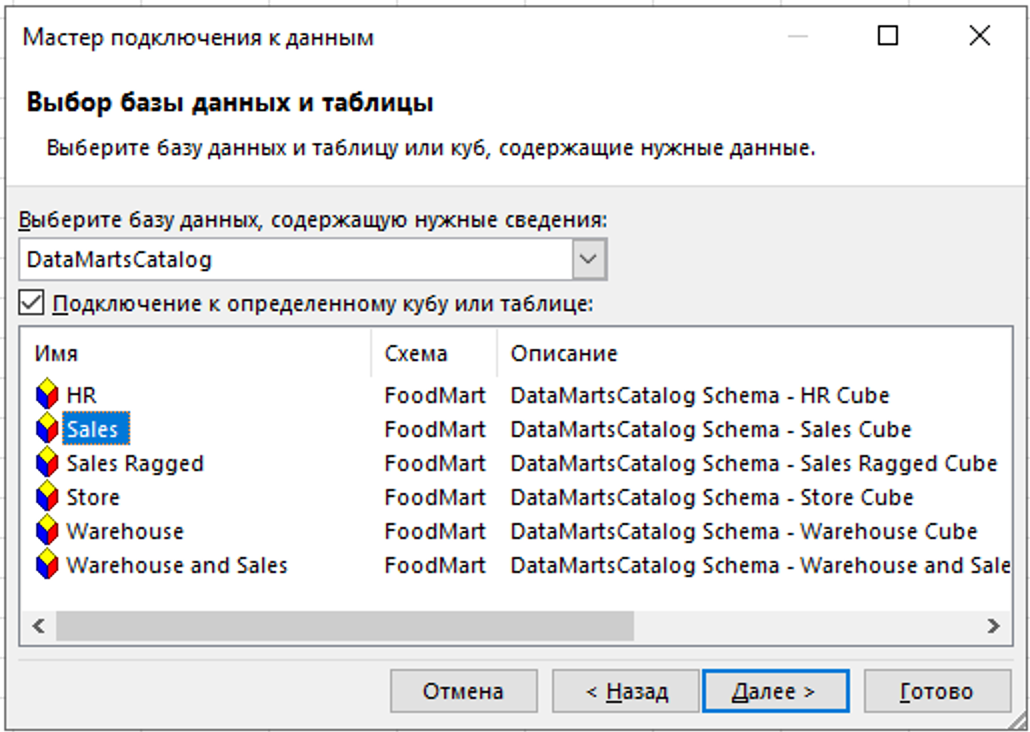 Мастер подключения к данным
Выбор базы данных и таблицы
Выберите базу данных и таблицу или куб, содержащие нужные данные.
Выберите базу данных, содержащую нужные сведения:
DataMartsCatalog
Подключение к определенному кубу или таблице:
Имя Схема Описание
HR FoodMart DataMartsCatalog Schema - HR Cube
Sales FoodMart DataMartsCatalog Schema - Sales Cube
Sales Ragged FoodMart DataMartsCatalog Schema - Sales Ragged Cube
Store FoodMart DataMartsCatalog Schema - Store Cube
Warehouse FoodMart DataMartsCatalog Schema - Warehouse Cube
Warehouse and Sales FoodMart DataMartsCatalog Schema - Warehouse and Sale
Отмена < Назад Далее > Готово